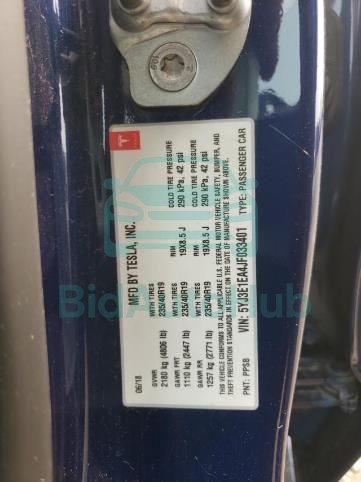 MFD BY TESLA, INC.
06/18
GVWR
2180 kg (4806 lb)
GAWR FRT
1110 kg (2447 lb)
WITH TIRES
235/40R19
RIM
19X8.5 J
COLD TIRE PRESSURE
290 kPa, 42 psi
GAWR RR
1257 kg (2771 lb)
WITH TIRES
235/40R19
RIM
19X8.5 J
COLD TIRE PRESSURE
290 kPa, 42 psi
THIS VEHICLE CONFORMS TO ALL APPLICABLE U.S. FEDERAL MOTOR VEHICLE SAFETY, BUMPER, AND
THEFT PREVENTION STANDARDS IN EFFECT ON THE DATE OF MANUFACTURE SHOWN ABOVE.
VIN: 5YJ3E1EA4JF033401 TYPE: PASSENGER CAR
PNT: PPSB